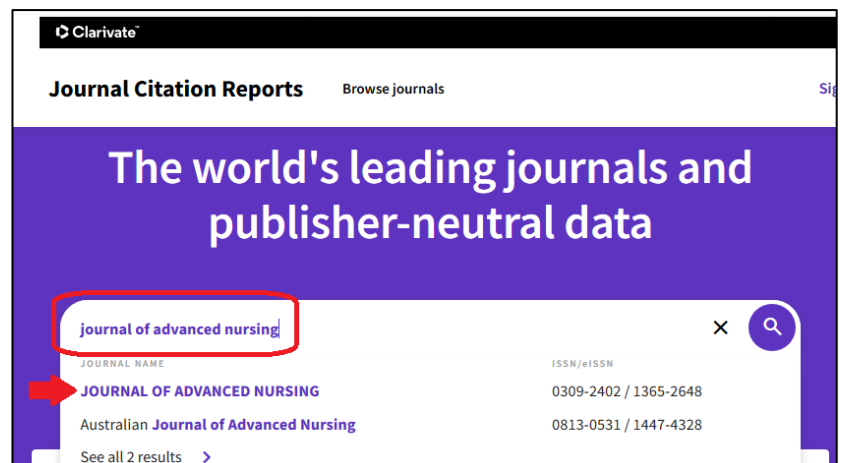 Clarivate™
Journal Citation Reports Browse journals
The world's leading journals and
publisher-neutral data
journal of advanced nursing
JOURNAL NAME ISSN/eISSN
JOURNAL OF ADVANCED NURSING 0309-2402 / 1365-2648
Australian Journal of Advanced Nursing 0813-0531 / 1447-4328
See all 2 results